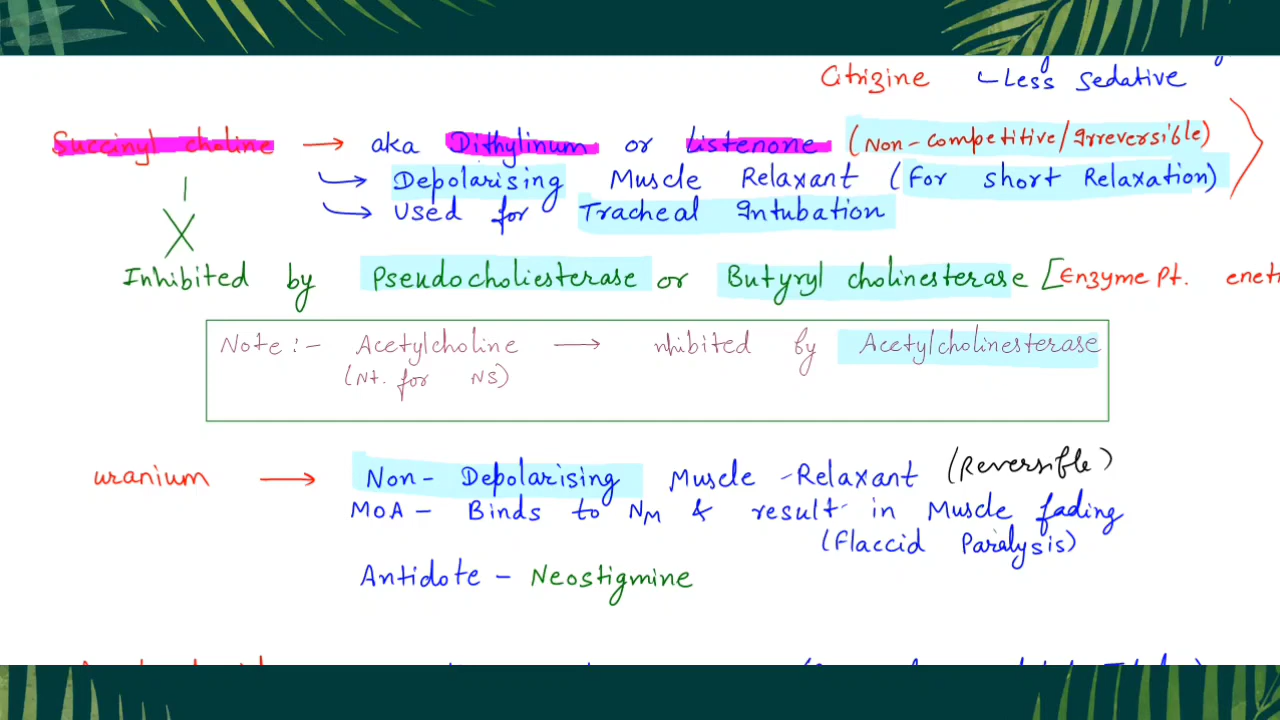 Citrizine ↳Less sedative
Succinyl choline → aka Dithylinum or Listenone (Non-competitive/Irreversible)
↳ Depolarising Muscle Relaxant (For short Relaxation)
↳ Used for Tracheal Intubation
Inhibited by Pseudocholiesterase or Butyryl cholinesterase [Enzyme Pt.
Note:- Acetylcholine → nhibited by Acetylcholinesterase
(Nt. for NS)
uranium → Non-Depolarising Muscle-Relaxant (Reversible)
MoA - Binds to NM & result in Muscle fading
(Flaccid Paralysis)
Antidote - Neostigmine